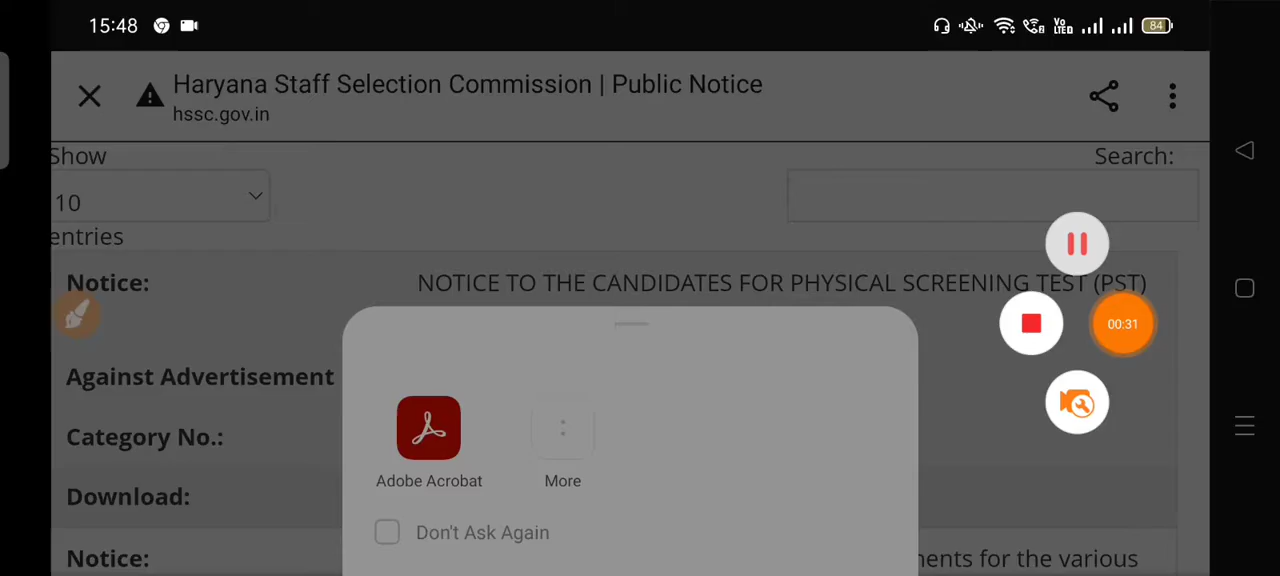 15:48
84
Haryana Staff Selection Commission | Public Notice
hssc.gov.in
Show
Search:
10
entries
Notice:
NOTICE TO THE CANDIDATES FOR PHYSICAL SCREENING TEST (PST)
00:31
Against Advertisement
Category No.:
Adobe Acrobat
More
Download:
Don't Ask Again
Notice:
for the various